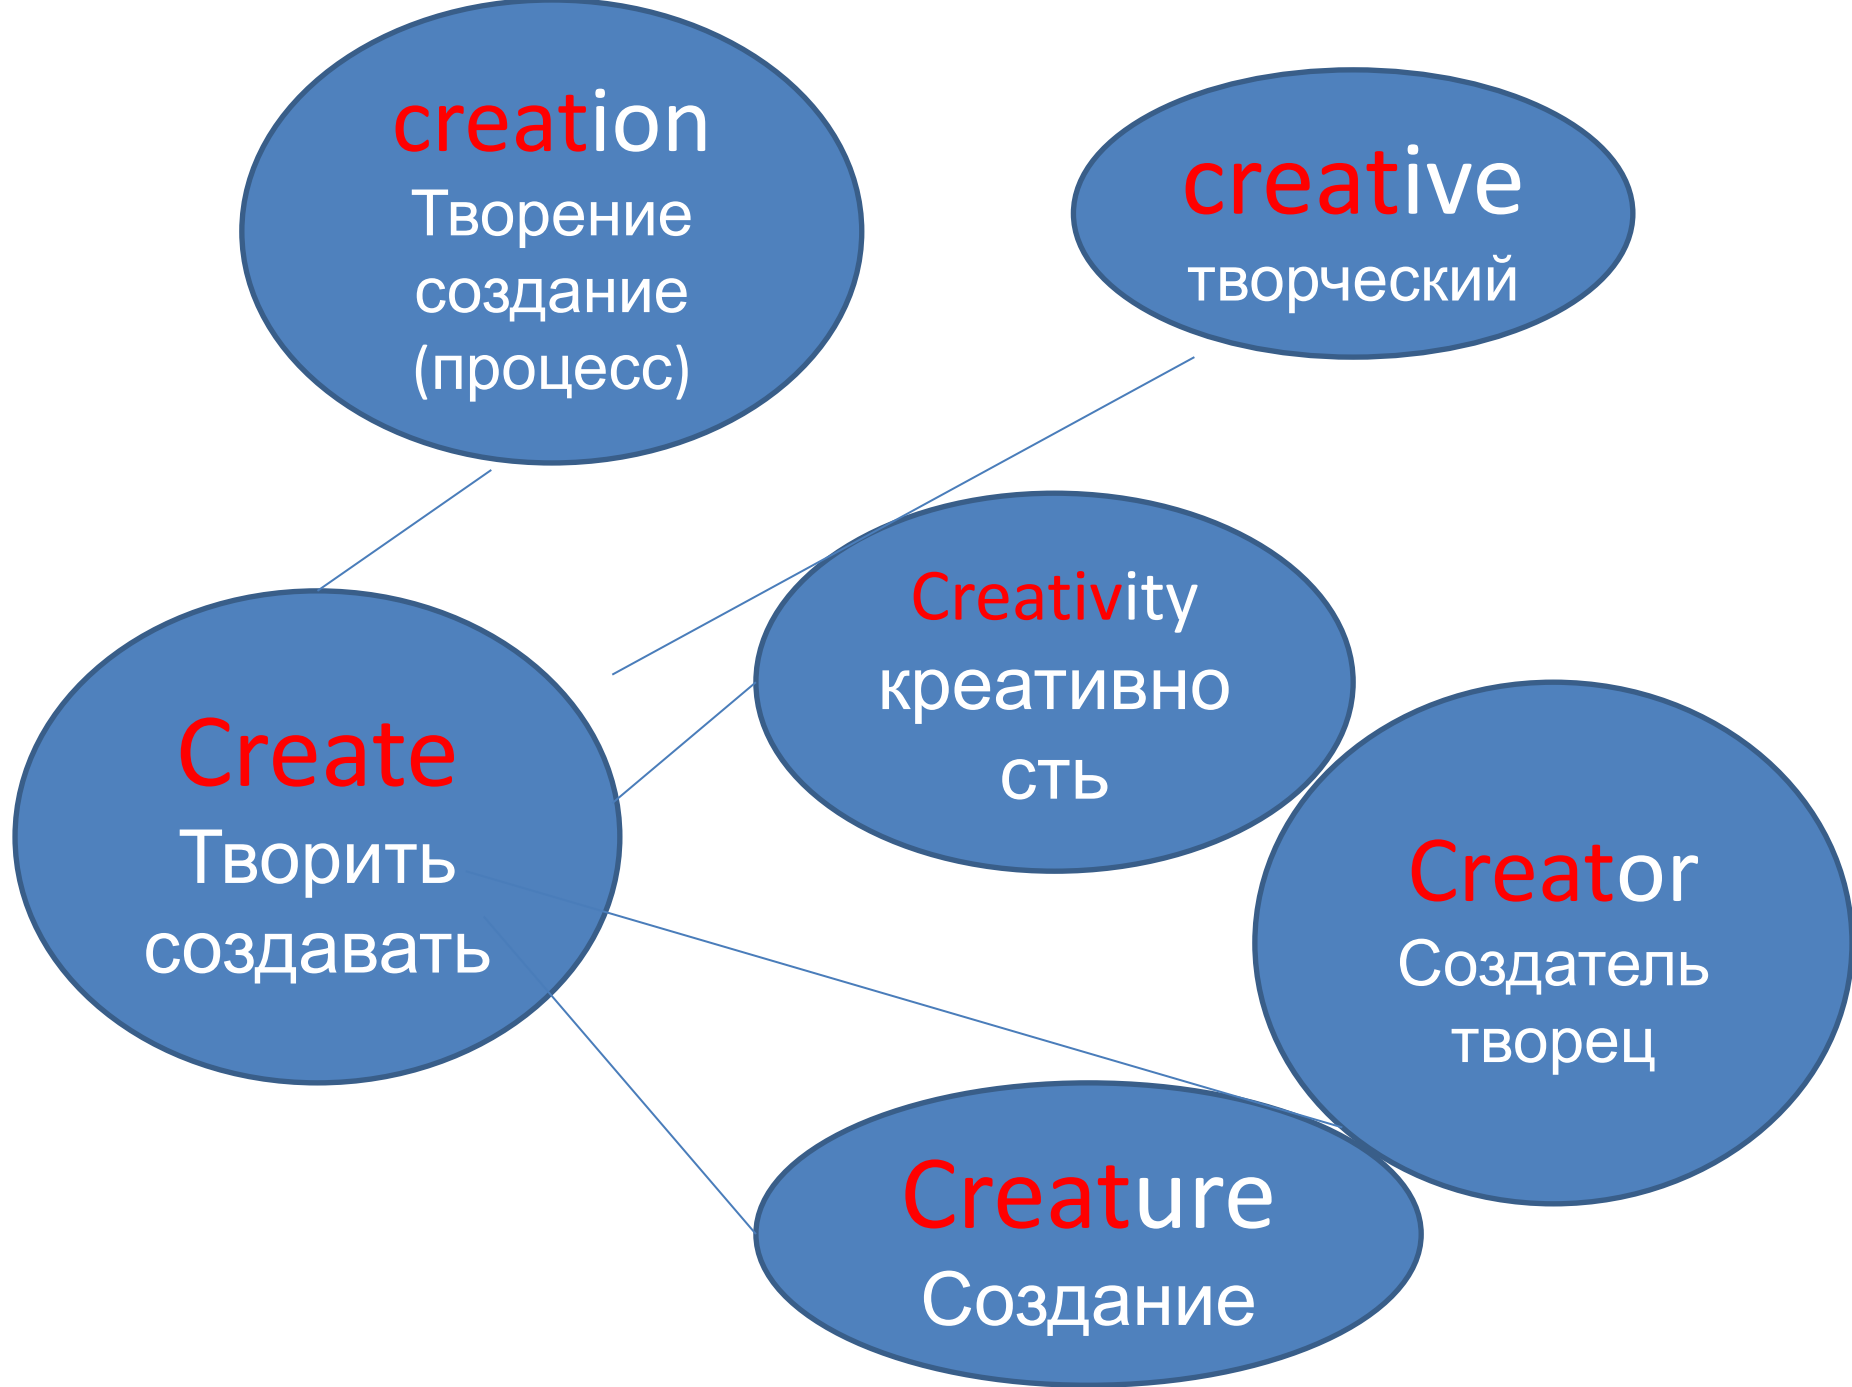 creation
Творение
создание
(процесс)
creative
творческий
Creativity
креативно
сть
Create
Творить
создавать
Creator
Создатель
творец
Creature
Создание